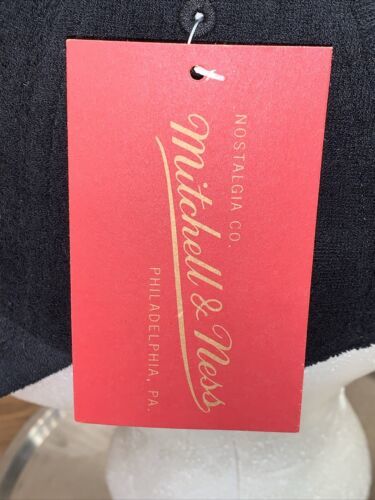 NOSTALGIA CO.
Mitchell & Ness
PHILADELPHIA, PA.